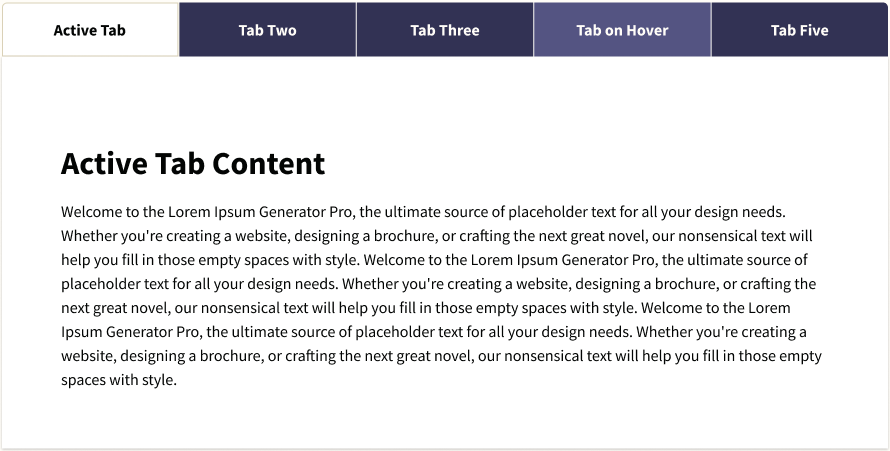 Active Tab
Tab Two
Tab Three
Tab on Hover
Tab Five
Active Tab Content
Welcome to the Lorem Ipsum Generator Pro, the ultimate source of placeholder text for all your design needs.
Whether you're creating a website, designing a brochure, or crafting the next great novel, our nonsensical text will
help you fill in those empty spaces with style. Welcome to the Lorem Ipsum Generator Pro, the ultimate source of
placeholder text for all your design needs. Whether you're creating a website, designing a brochure, or crafting the
next great novel, our nonsensical text will help you fill in those empty spaces with style. Welcome to the Lorem
Ipsum Generator Pro, the ultimate source of placeholder text for all your design needs. Whether you're creating a
website, designing a brochure, or crafting the next great novel, our nonsensical text will help you fill in those empty
spaces with style.